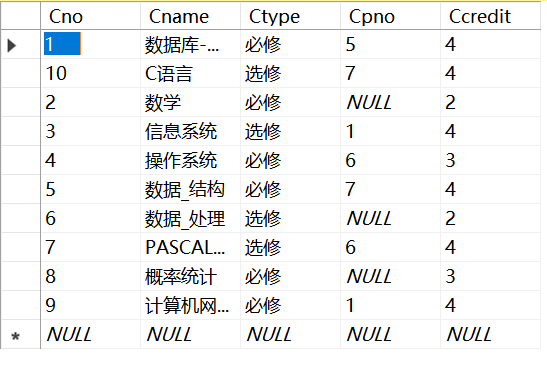 Cno Cname Ctype Cpno Ccredit
1 数据库-... 必修 5 4
10 C语言 选修 7 4
2 数学 必修 NULL 2
3 信息系统 选修 1 4
4 操作系统 必修 6 3
5 数据_结构 必修 7 4
6 数据_处理 选修 NULL 2
7 PASCAL... 选修 6 4
8 概率统计 必修 NULL 3
9 计算机网... 必修 1 4
* NULL NULL NULL NULL NULL